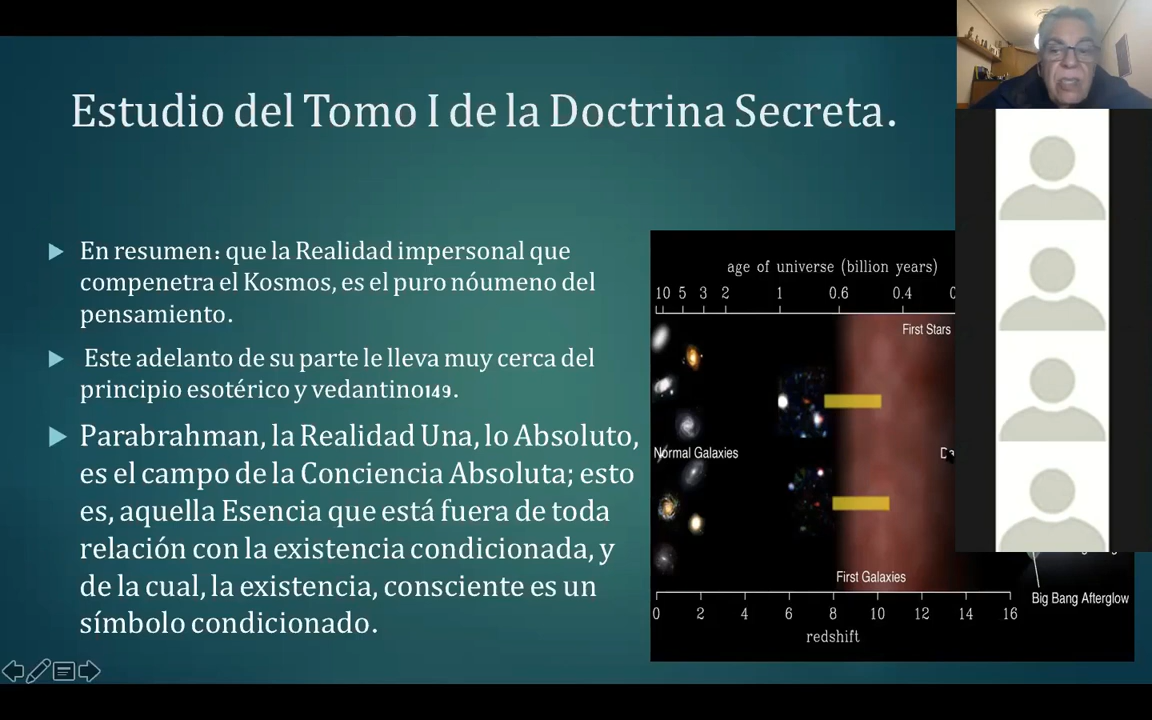 Estudio del Tomo I de la Doctrina Secreta.
En resumen: que la Realidad impersonal que
compenetra el Kosmos, es el puro nóumeno del
pensamiento.
Este adelanto de su parte le lleva muy cerca del
principio esotérico y vedantino149.
Parabrahman, la Realidad Una, lo Absoluto,
es el campo de la Conciencia Absoluta; esto
es, aquella Esencia que está fuera de toda
relación con la existencia condicionada, y
de la cual, la existencia, consciente es un
símbolo condicionado.
age of universe (billion years)
10 5 3 2 1 0.6 0.4
First Stars
Normal Galaxies
First Galaxies
Big Bang Afterglow
0 2 4 6 8 10 12 14 16
redshift